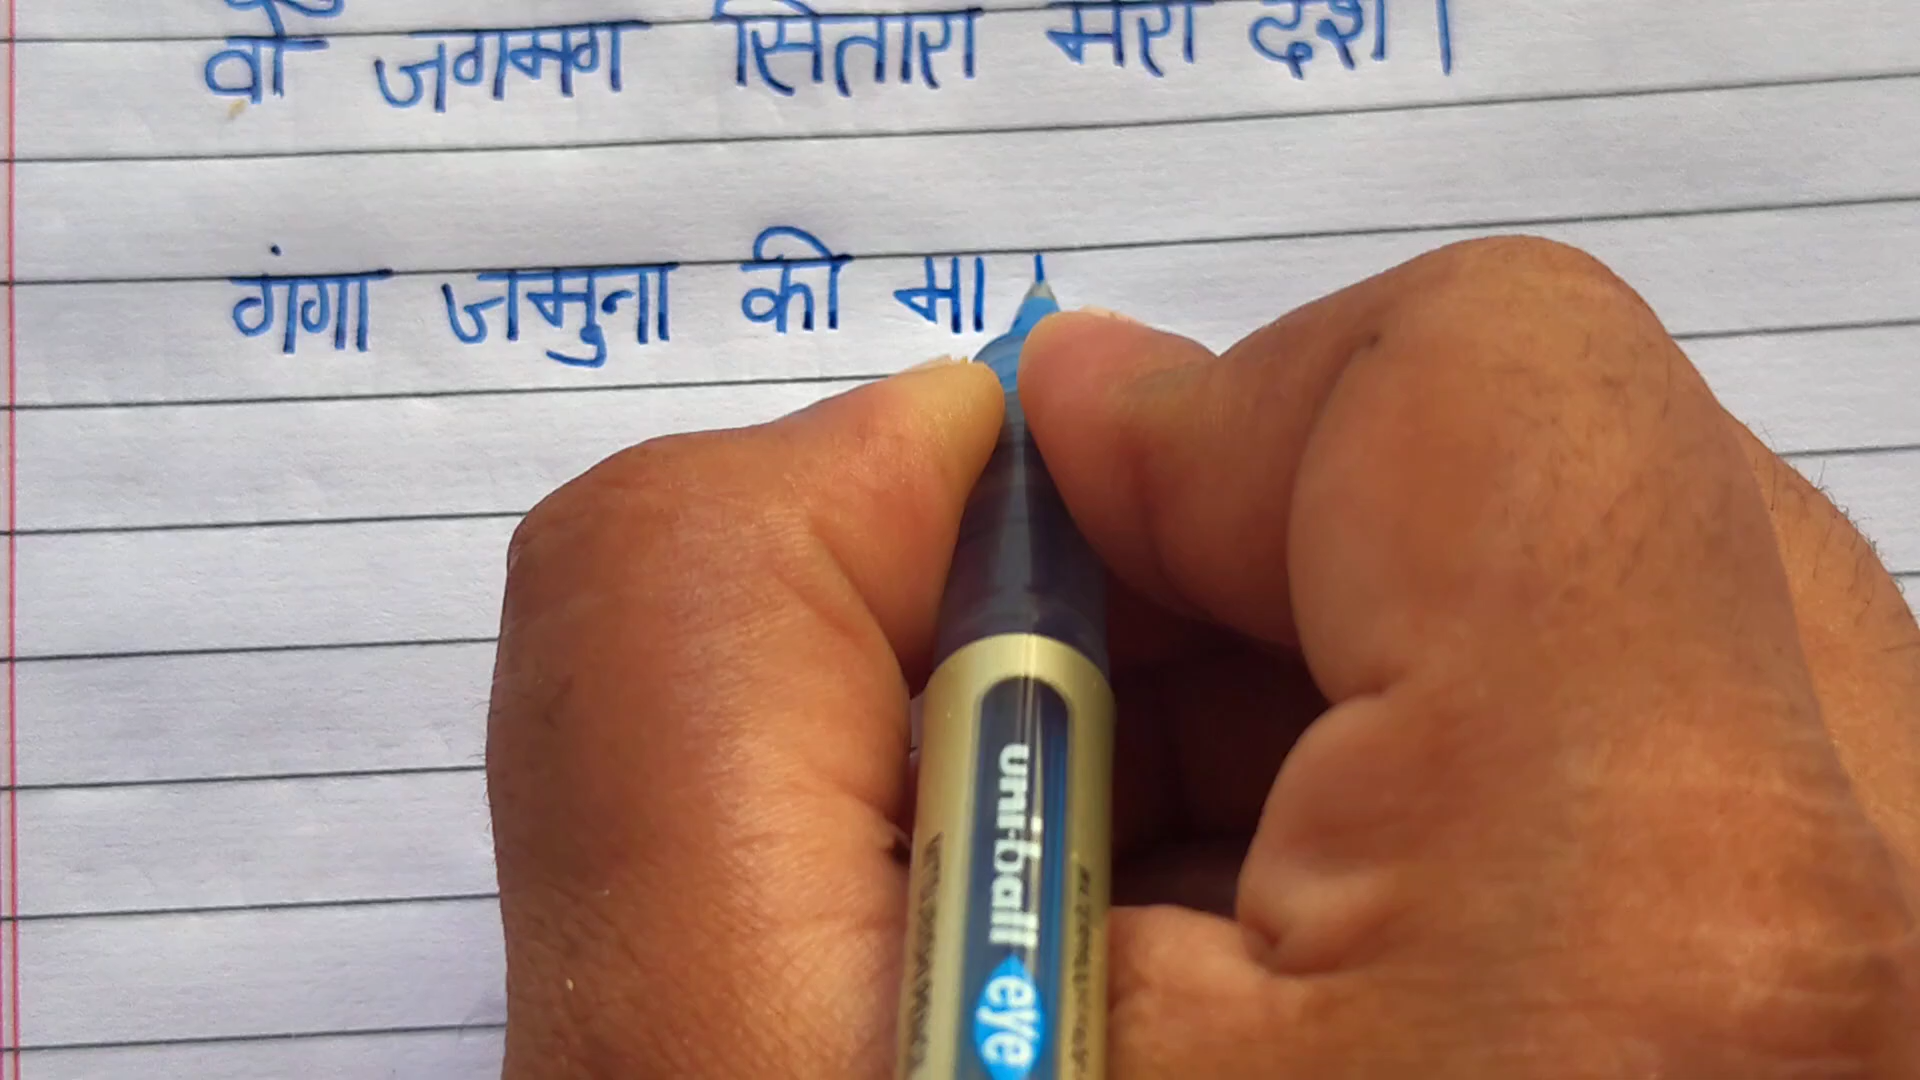 वो जगमग सितारा मेरा देश।
गंगा जमुना की मा
uni-ball eye